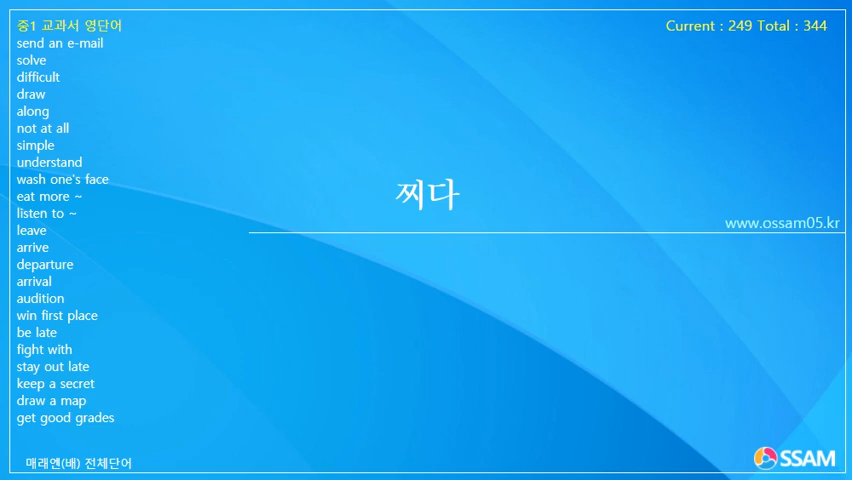 중1 교과서 영단어
Current : 249 Total : 344
send an e-mail
solve
difficult
draw
along
not at all
simple
understand
wash one's face
eat more ~
listen to ~
leave
arrive
departure
arrival
audition
win first place
be late
fight with
stay out late
keep a secret
draw a map
get good grades
찌다
www.ossam05.kr
매래엔(배) 전체단어
OSSAM